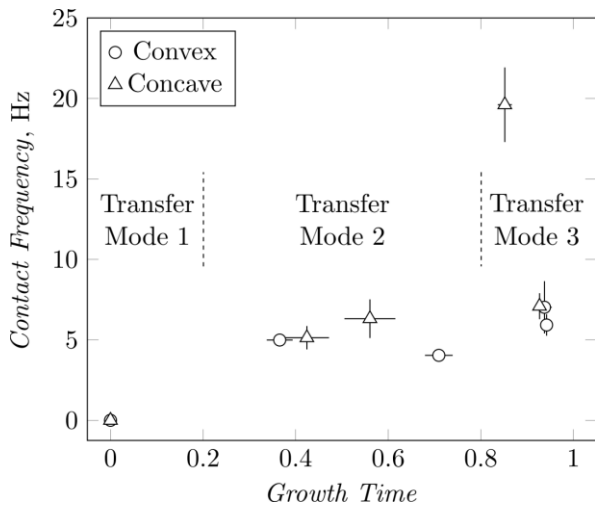 Convex
Concave
25
20
15
10
5
0
Contact Frequency, Hz
Transfer
Mode 1
Transfer
Mode 2
Transfer
Mode 3
0
0.2
0.4
0.6
0.8
1
Growth Time